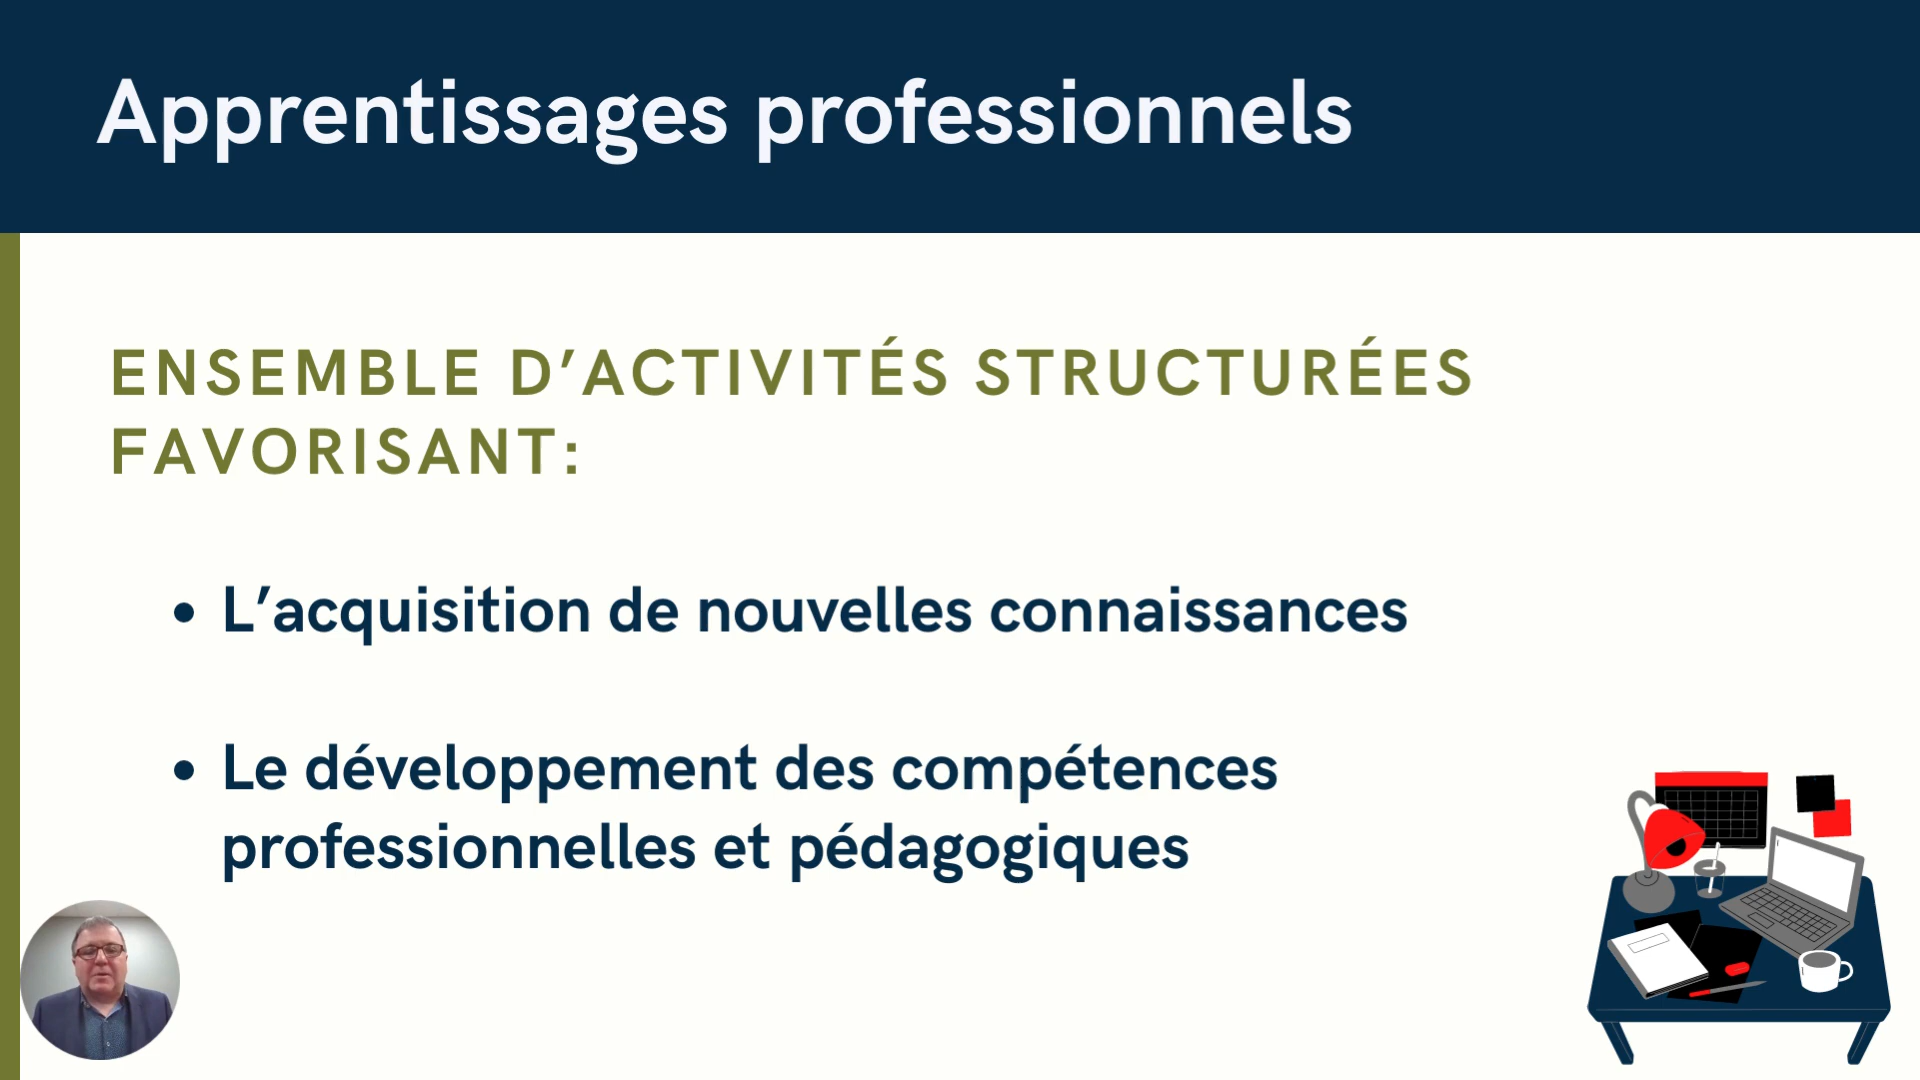 Apprentissages professionnels
ENSEMBLE D’ACTIVITÉS STRUCTURÉES
FAVORISANT:
• L’acquisition de nouvelles connaissances
• Le développement des compétences
professionnelles et pédagogiques